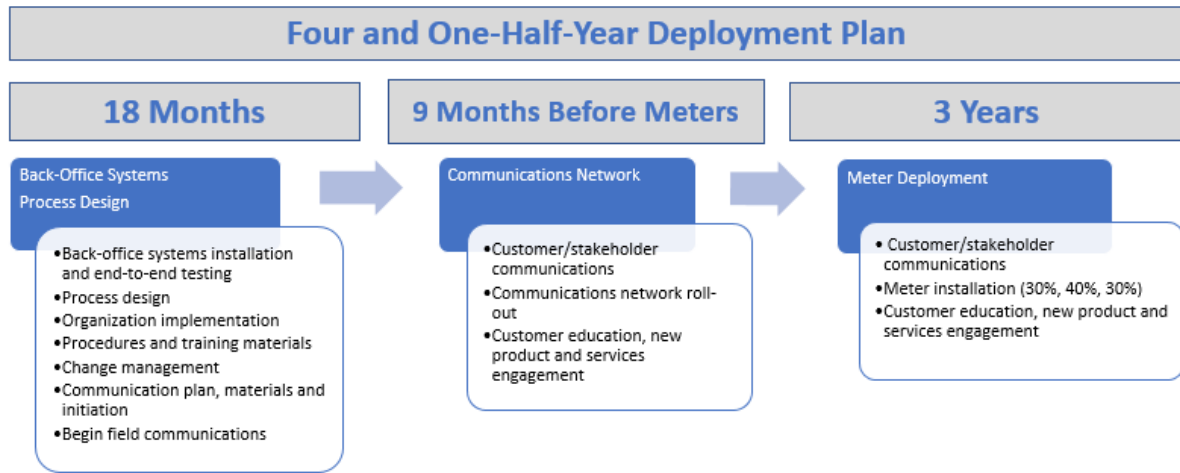 Four and One-Half-Year Deployment Plan
18 Months
9 Months Before Meters
3 Years
Back-Office Systems
Process Design
•Back-office systems installation
and end-to-end testing
•Process design
•Organization implementation
•Procedures and training materials
•Change management
•Communication plan, materials and
initiation
•Begin field communications
Communications Network
•Customer/stakeholder
communications
•Communications network roll-
out
•Customer education, new
product and services
engagement
Meter Deployment
• Customer/stakeholder
communications
•Meter installation (30%, 40%, 30%)
•Customer education, new product and
services engagement